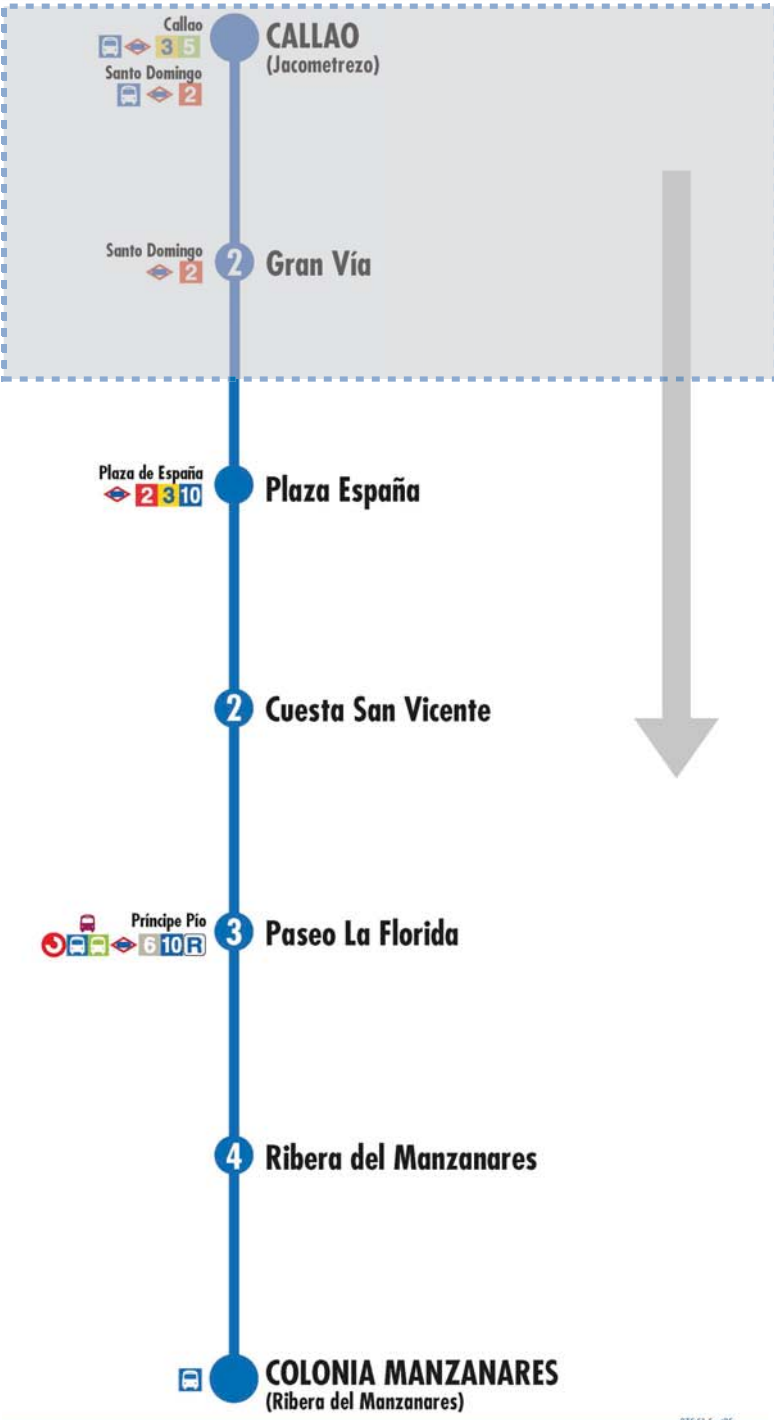 Callao
3 5
CALLAO
(Jacometrezo)
Santo Domingo
2
Santo Domingo
2
2
Gran Vía
Plaza de España
2 3 10
Plaza España
2
Cuesta San Vicente
Príncipe Pío
6 10 R
3
Paseo La Florida
4
Ribera del Manzanares
COLONIA MANZANARES
(Ribera del Manzanares)